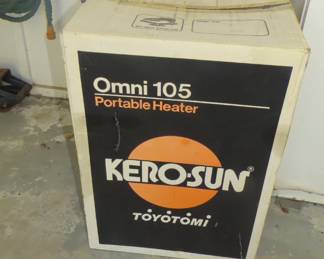 Omni 105
Portable Heater
KERO-SUN®
TOYOTOMI